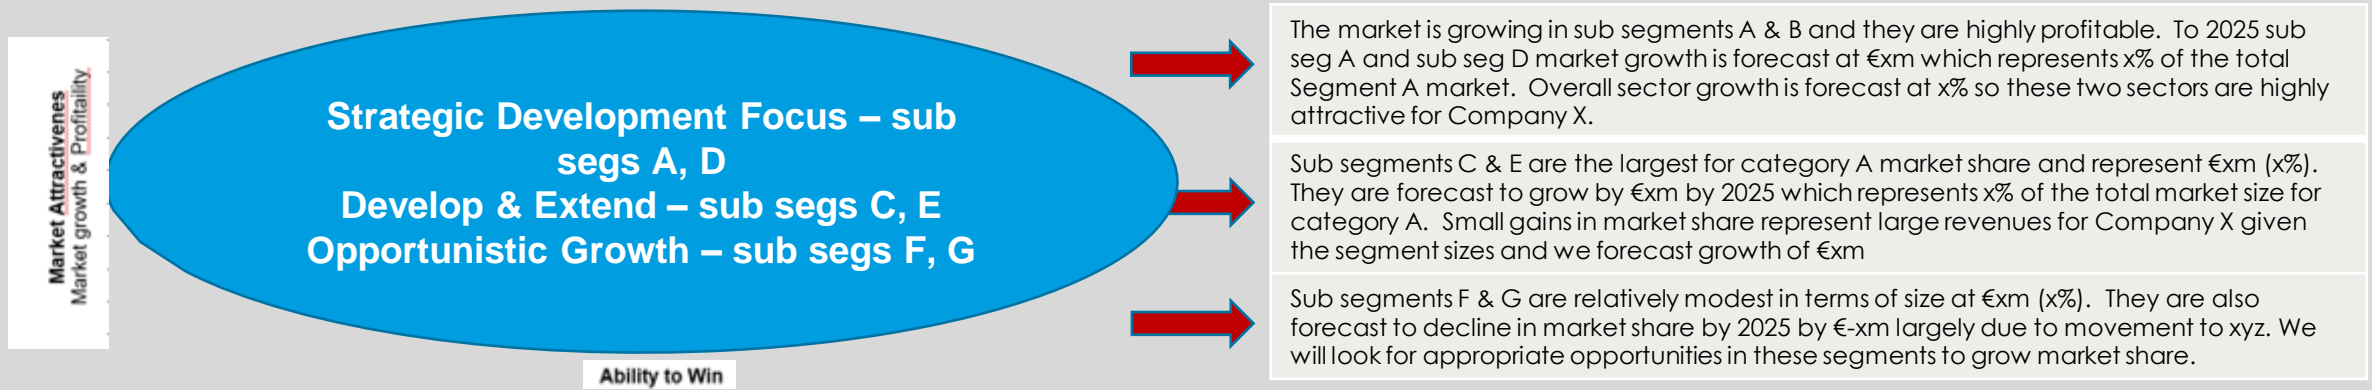 Market Attractivenes
Market growth & Profitaility
Strategic Development Focus – sub
segs A, D
Develop & Extend – sub segs C, E
Opportunistic Growth – sub segs F, G
Ability to Win
The market is growing in sub segments A & B and they are highly profitable. To 2025 sub
seg A and sub seg D market growth is forecast at €xm which represents x% of the total
Segment A market. Overall sector growth is forecast at x% so these two sectors are highly
attractive for Company X.
Sub segments C & E are the largest for category A market share and represent €xm (x%).
They are forecast to grow by €xm by 2025 which represents x% of the total market size for
category A. Small gains in market share represent large revenues for Company X given
the segment sizes and we forecast growth of €xm
Sub segments F & G are relatively modest in terms of size at €xm (x%). They are also
forecast to decline in market share by 2025 by €-xm largely due to movement to xyz. We
will look for appropriate opportunities in these segments to grow market share.